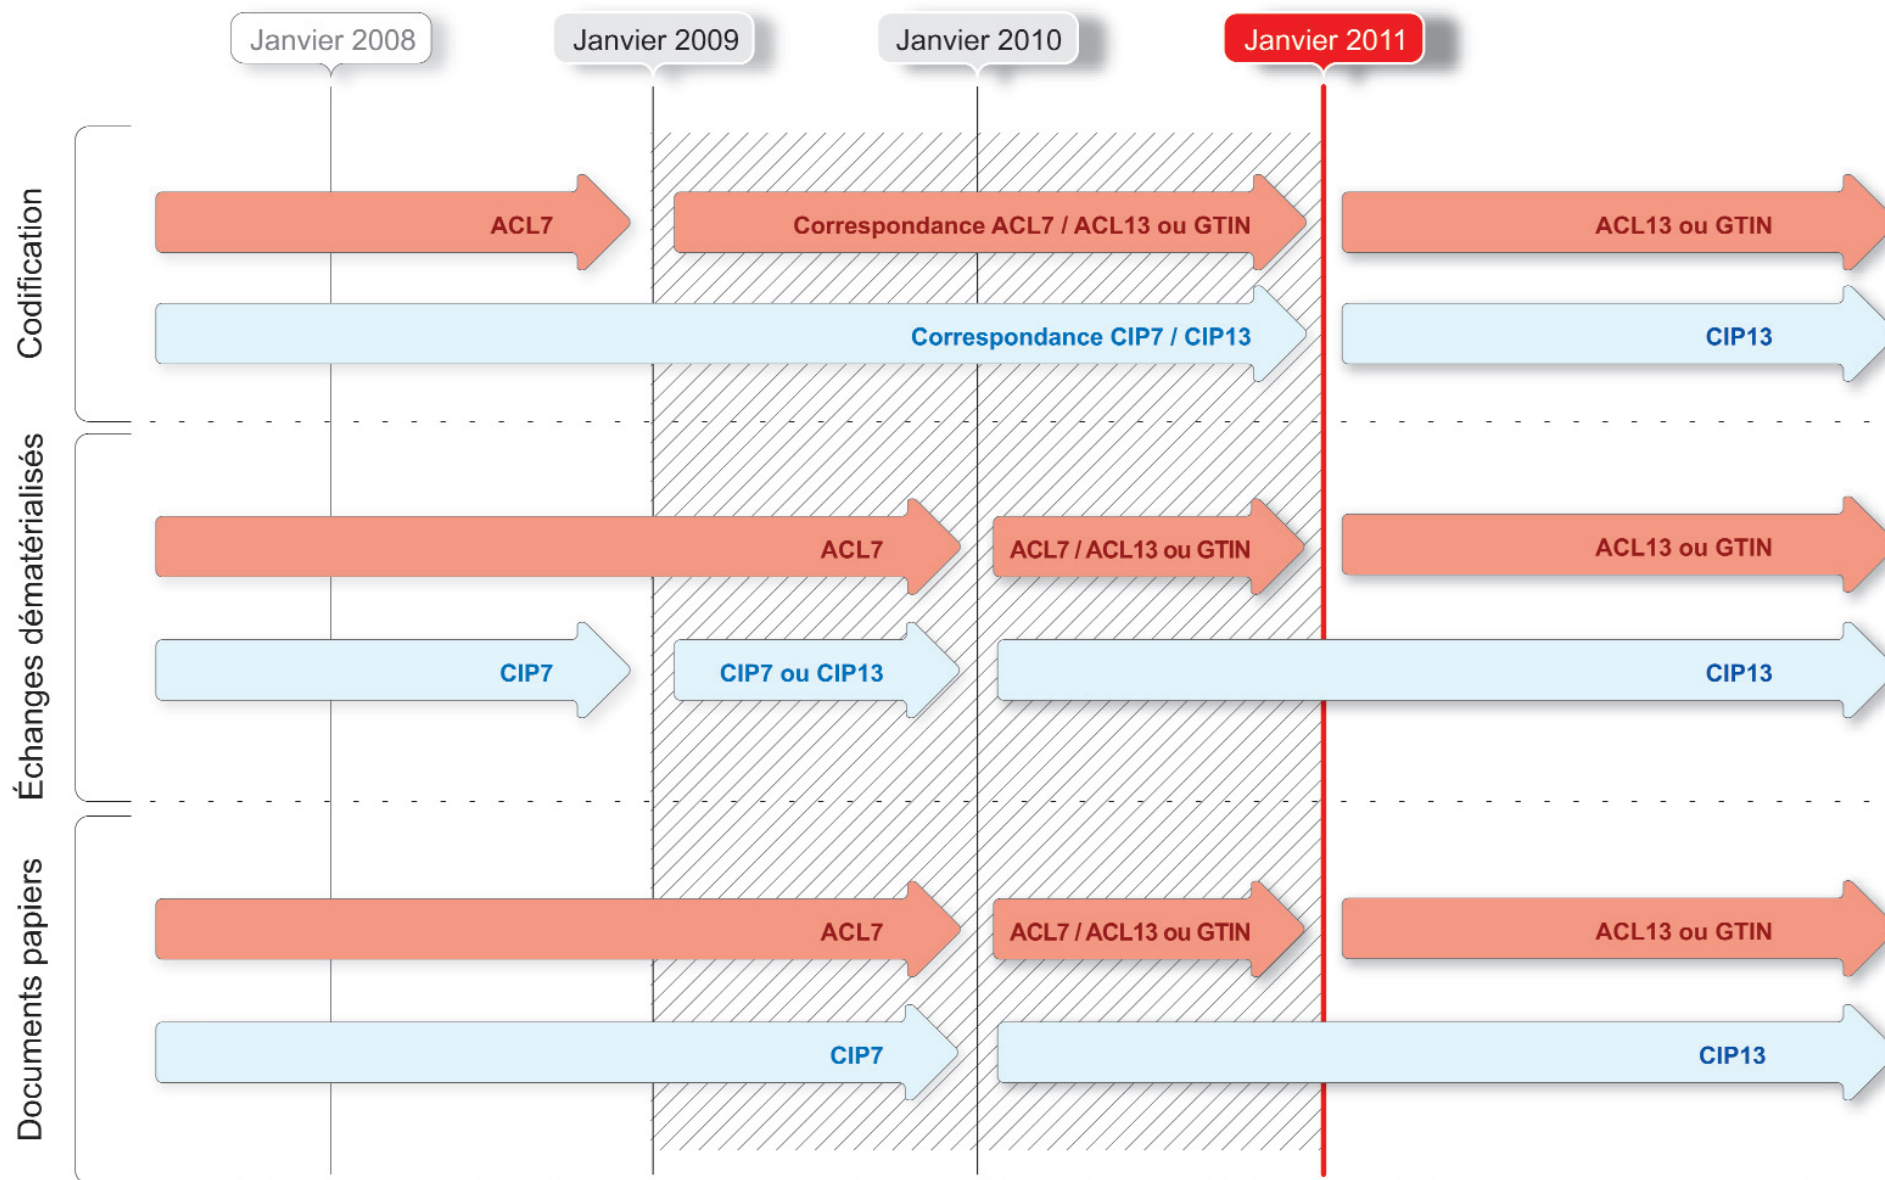 Janvier 2008
Janvier 2009
Janvier 2010
Janvier 2011
Codification
ACL7
Correspondance ACL7 / ACL13 ou GTIN
ACL13 ou GTIN
Correspondance CIP7 / CIP13
CIP13
Échanges dématérialisés
ACL7
ACL7 / ACL13 ou GTIN
ACL13 ou GTIN
CIP7
CIP7 ou CIP13
CIP13
Documents papiers
ACL7
ACL7 / ACL13 ou GTIN
ACL13 ou GTIN
CIP7
CIP13